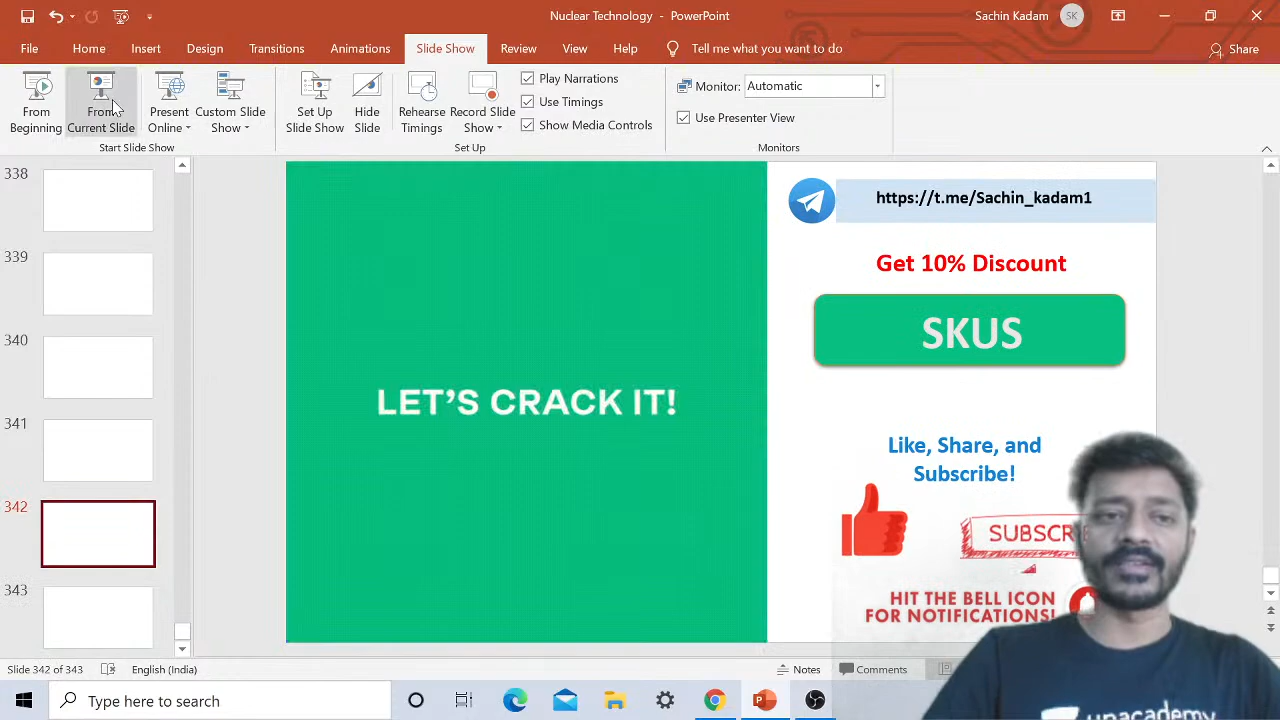 Nuclear Technology - PowerPoint
Sachin Kadam
SK
File
Home
Insert
Design
Transitions
Animations
Slide Show
Review
View
Help
Tell me what you want to do
Share
From Beginning
From Current Slide
Present Online
Custom Slide Show
Set Up Slide Show
Hide Slide
Rehearse Timings
Record Slide Show
Play Narrations
Use Timings
Show Media Controls
Monitor:
Automatic
Use Presenter View
Start Slide Show
Set Up
Monitors
338
339
340
341
342
343
LET'S CRACK IT!
https://t.me/Sachin_kadam1
Get 10% Discount
SKUS
Like, Share, and
Subscribe!
HIT THE BELL ICON
FOR NOTIFICATIONS!
unacademy
Slide 342 of 343
English (India)
Notes
Comments
Type here to search